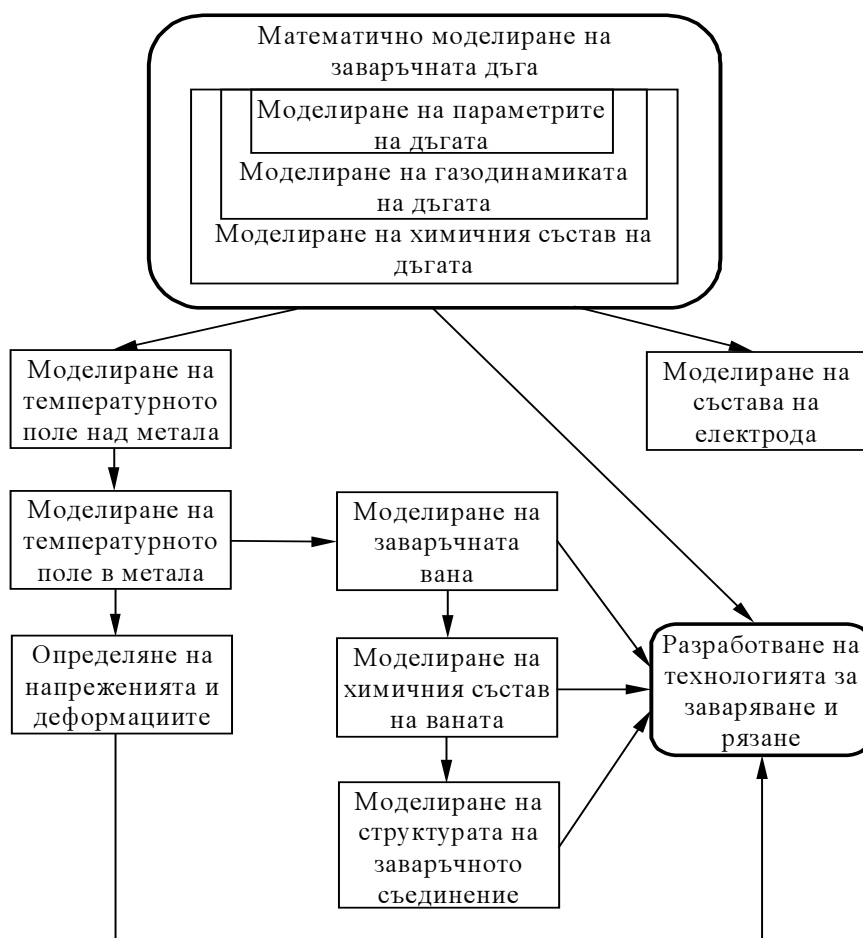 Математично моделиране на
заваръчната дъга
Моделиране на параметрите
на дъгата
Моделиране на газодинамиката
на дъгата
Моделиране на химичния състав на
дъгата
Моделиране на
температурното
поле над метала
Моделиране на
състава на
електрода
Моделиране на
температурното
поле в метала
Моделиране на
заваръчната
вана
Определяне на
напреженията и
деформациите
Моделиране на
химичния състав
на ваната
Разработване на
технологията за
заваряване и
рязане
Моделиране на
структурата на
заваръчното
съединение